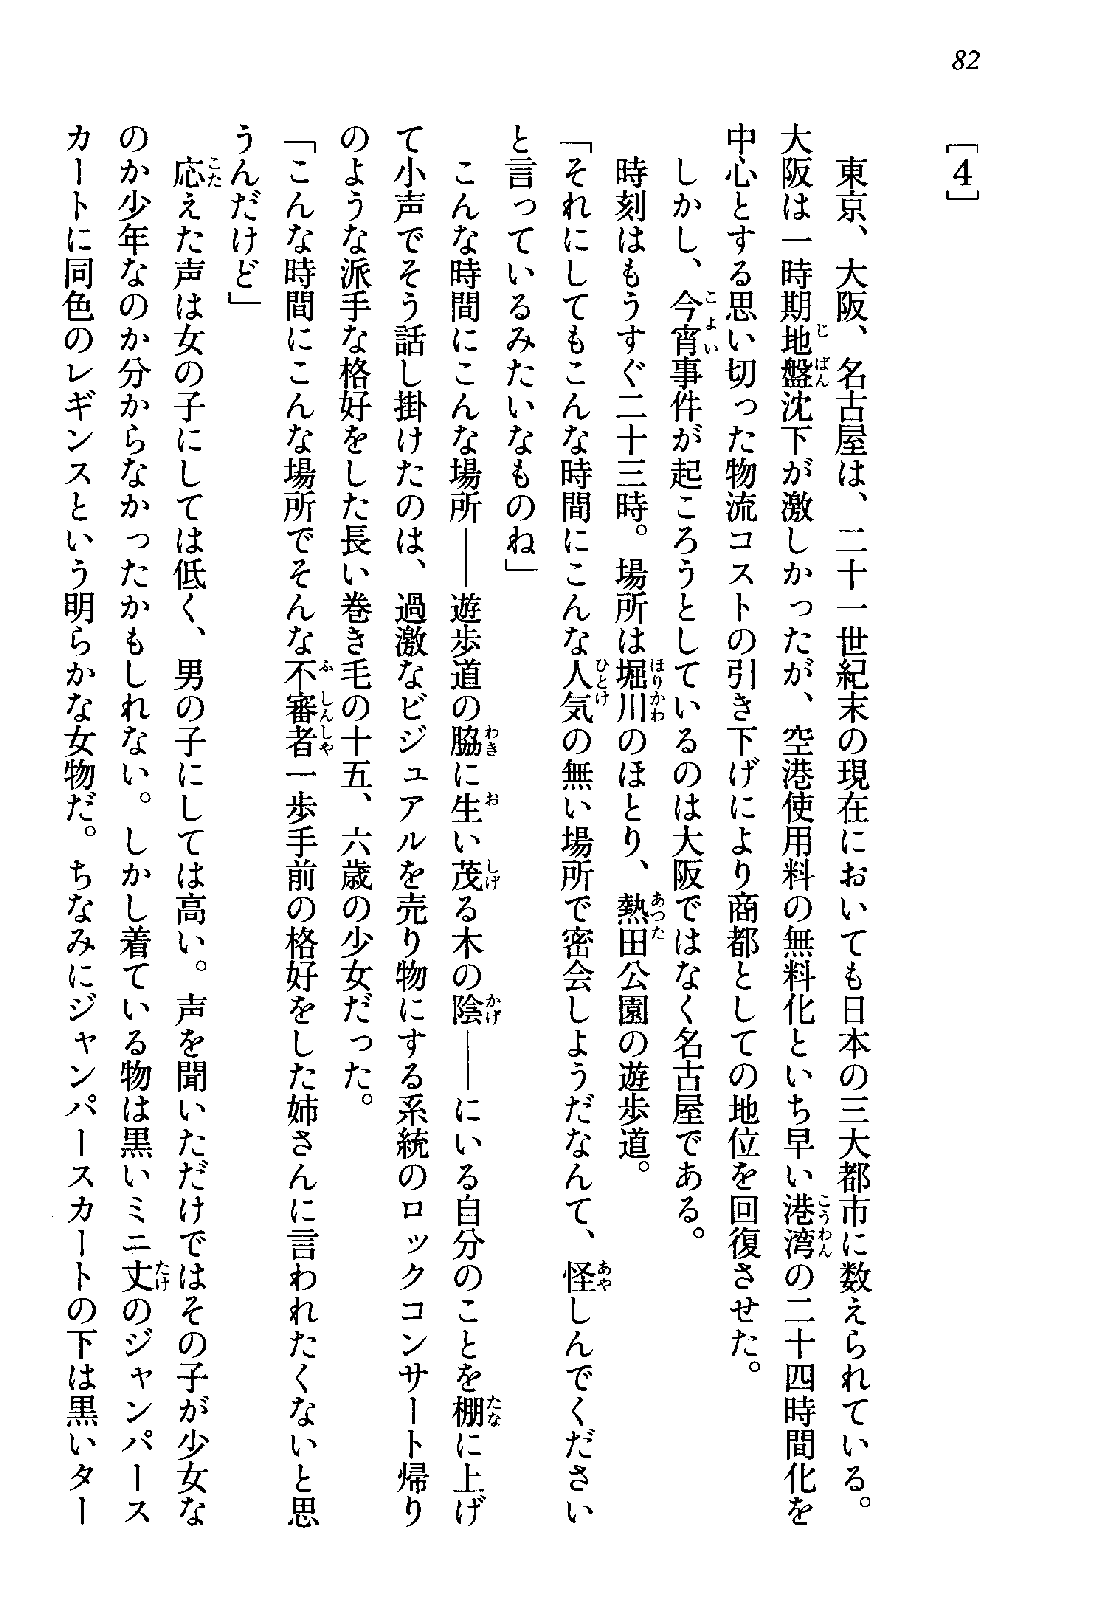 82
［4］
東京、大阪、名古屋は、二十一世紀末の現在においても日本の三大都市に数えられている。
大阪は一時期地盤沈下が激しかったが、空港使用料の無料化といち早い港湾の二十四時間化を
中心とする思い切った物流コストの引き下げにより商都としての地位を回復させた。
しかし、今宵事件が起ころうとしているのは大阪ではなく名古屋である。
時刻はもうすぐ二十三時。場所は堀川のほとり、熱田公園の遊歩道。
「それにしてもこんな時間にこんな人気の無い場所で密会しようだなんて、怪しんでください
と言っているみたいなものね」
こんな時間にこんな場所――遊歩道の脇に生い茂る木の陰――にいる自分のことを棚に上げ
て小声でそう話し掛けたのは、過激なビジュアルを売り物にする系統のロックコンサート帰り
のような派手な格好をした長い巻き毛の十五、六歳の少女だった。
「こんな時間にこんな場所でそんな不審者一歩手前の格好をした姉さんに言われたくないと思
うんだけど」
応えた声は女の子にしては低く、男の子にしては高い。声を聞いただけではその子が少女な
のか少年なのか分からなかったかもしれない。しかし着ている物は黒いミニ丈のジャンパース
カートに同色のレギンスという明らかな女物だ。ちなみにジャンパースカートの下は黒いター